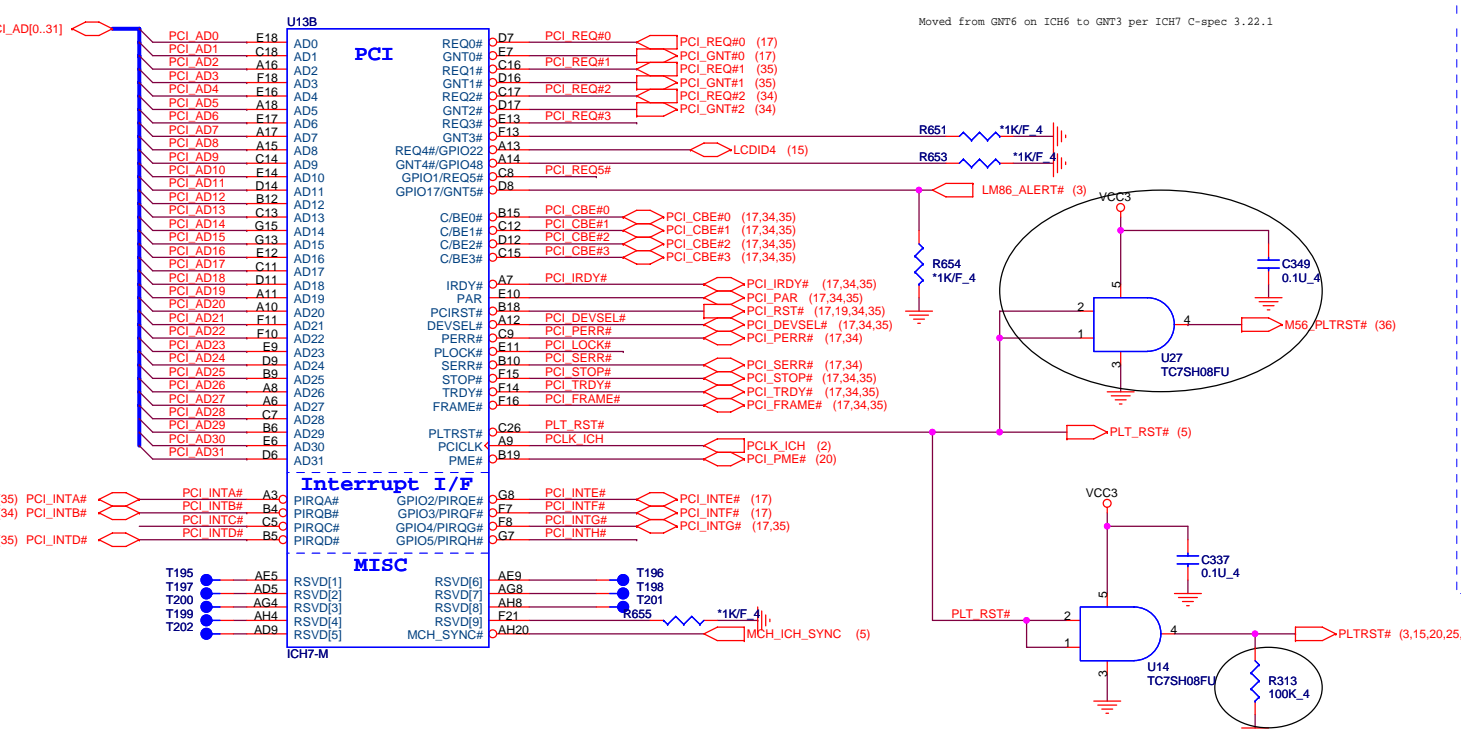 U13B
Moved from GNT6 on ICH6 to GNT3 per ICH7 C-spec 3.22.1
CI_AD[0..31]
PCI
PCI_AD0 E18 AD0 REQ0# D7 PCI_REQ#0 PCI_REQ#0 (17)
PCI_AD1 C18 AD1 GNT0# E7 PCI_GNT#0 (17)
PCI_AD2 A16 AD2 REQ1# C16 PCI_REQ#1 PCI_REQ#1 (35)
PCI_AD3 F18 AD3 GNT1# D16 PCI_GNT#1 (35)
PCI_AD4 E16 AD4 REQ2# C17 PCI_REQ#2 PCI_REQ#2 (34)
PCI_AD5 A18 AD5 GNT2# D17 PCI_GNT#2 (34)
PCI_AD6 E17 AD6 REQ3# E13 PCI_REQ#3
PCI_AD7 A17 AD7 GNT3# F13 R651 *1K/F_4
PCI_AD8 A15 AD8 REQ4#/GPIO22 A13 LCDID4 (15)
PCI_AD9 C14 AD9 GNT4#/GPIO48 A14 R653 *1K/F_4
PCI_AD10 E14 AD10 GPIO1/REQ5# C8 PCI_REQ5#
PCI_AD11 D14 AD11 GPIO17/GNT5# D8 LM86_ALERT# (3)
PCI_AD12 B12 AD12
PCI_AD13 C13 AD13 C/BE0# B15 PCI_CBE#0 PCI_CBE#0 (17,34,35)
PCI_AD14 G15 AD14 C/BE1# C12 PCI_CBE#1 PCI_CBE#1 (17,34,35)
PCI_AD15 G13 AD15 C/BE2# D12 PCI_CBE#2 PCI_CBE#2 (17,34,35)
PCI_AD16 E12 AD16 C/BE3# C15 PCI_CBE#3 PCI_CBE#3 (17,34,35)
PCI_AD17 C11 AD17
PCI_AD18 D11 AD18 IRDY# A7 PCI_IRDY# PCI_IRDY# (17,34,35)
PCI_AD19 A11 AD19 PAR E10 PCI_PAR (17,34,35)
PCI_AD20 A10 AD20 PCIRST# B18 PCI_RST# (17,19,34,35)
PCI_AD21 F11 AD21 DEVSEL# A12 PCI_DEVSEL# PCI_DEVSEL# (17,34,35)
PCI_AD22 F10 AD22 PERR# C9 PCI_PERR# PCI_PERR# (17,34)
PCI_AD23 E9 AD23 PLOCK# E11 PCI_LOCK#
PCI_AD24 D9 AD24 SERR# B10 PCI_SERR# PCI_SERR# (17,34)
PCI_AD25 B9 AD25 STOP# F15 PCI_STOP# PCI_STOP# (17,34,35)
PCI_AD26 A8 AD26 TRDY# F14 PCI_TRDY# PCI_TRDY# (17,34,35)
PCI_AD27 A6 AD27 FRAME# F16 PCI_FRAME# PCI_FRAME# (17,34,35)
PCI_AD28 C7 AD28
PCI_AD29 B6 AD29 PLTRST# C26 PLT_RST# PLT_RST# (5)
PCI_AD30 E6 AD30 PCICLK A9 PCLK_ICH PCLK_ICH (2)
PCI_AD31 D6 AD31 PME# B19 PCI_PME# (20)
R654
*1K/F_4
VCC3
C349
0.1U_4
5
2
1
4
3
M56_PLTRST# (36)
U27
TC7SH08FU
Interrupt I/F
35) PCI_INTA# PCI_INTA# A3 PIRQA# GPIO2/PIRQE# G8 PCI_INTE# PCI_INTE# (17)
34) PCI_INTB# PCI_INTB# B4 PIRQB# GPIO3/PIRQF# F7 PCI_INTF# PCI_INTF# (17)
PCI_INTC# C5 PIRQC# GPIO4/PIRQG# F8 PCI_INTG# PCI_INTG# (17,35)
35) PCI_INTD# PCI_INTD# B5 PIRQD# GPIO5/PIRQH# G7 PCI_INTH#
MISC
T195 AE5 RSVD[1] RSVD[6] AE9 T196
T197 AD5 RSVD[2] RSVD[7] AG8 T198
T200 AG4 RSVD[3] RSVD[8] AH8 T201
T199 AH4 RSVD[4] RSVD[9] F21 R655 *1K/F_4
T202 AD9 RSVD[5] MCH_SYNC# AH20 MCH_ICH_SYNC (5)
ICH7-M
VCC3
C337
0.1U_4
5
PLT_RST# 2
1
4
3
PLTRST# (3,15,20,25,
U14
TC7SH08FU
R313
100K_4